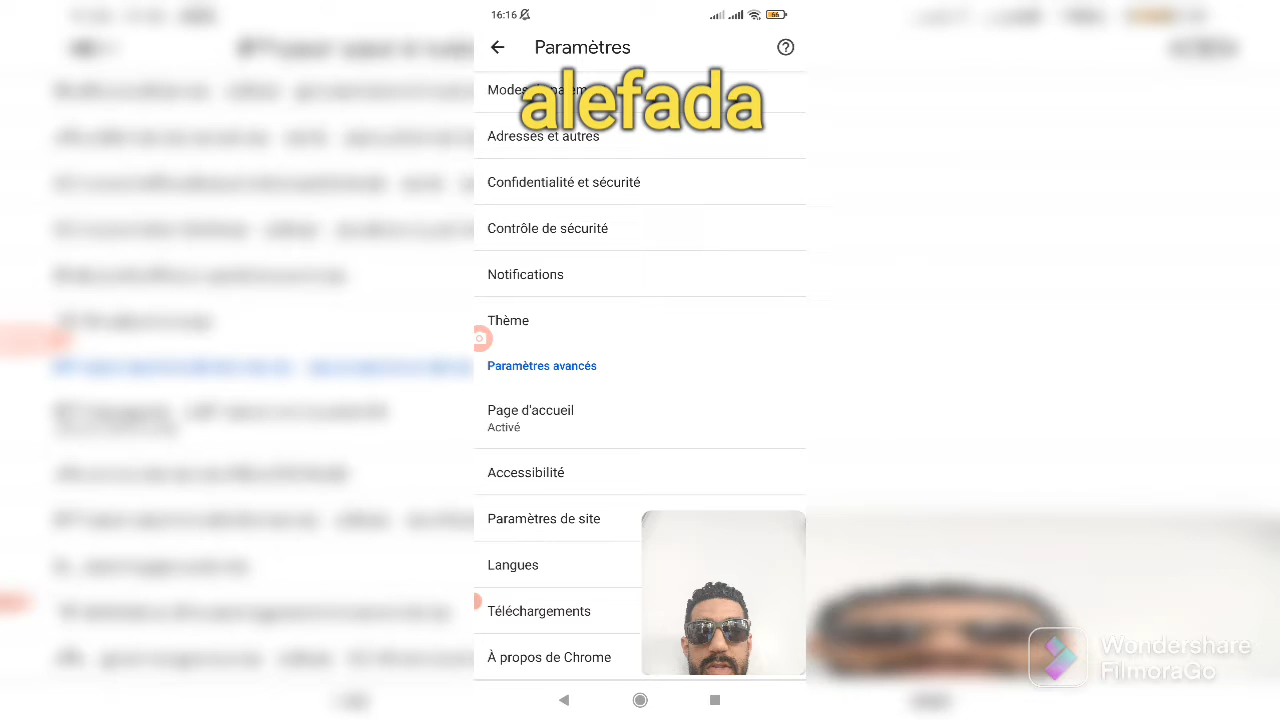 16:16
66
Paramètres
alefada
Adresses et autres
Confidentialité et sécurité
Contrôle de sécurité
Notifications
Thème
Paramètres avancés
Page d'accueil
Activé
Accessibilité
Paramètres de site
Langues
Téléchargements
À propos de Chrome
Wondershare
FilmoraGo